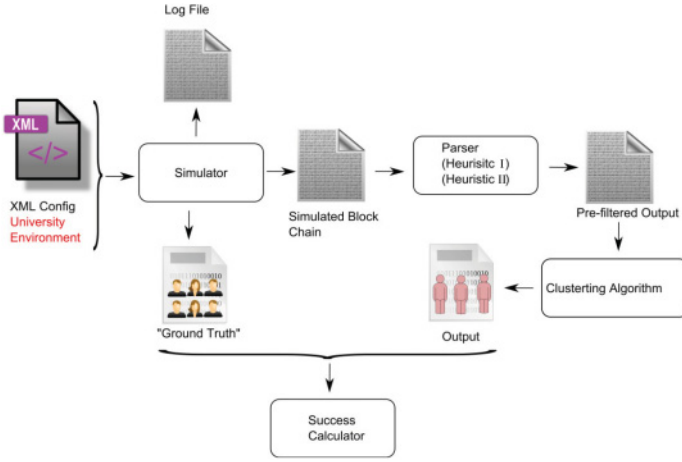 Log File
XML
</>
XML Config
University
Environment
Simulator
Simulated Block
Chain
Parser
(Heurisitc I)
(Heuristic II)
Pre-filtered Output
Clusterting Algorithm
"Ground Truth"
Output
Success
Calculator